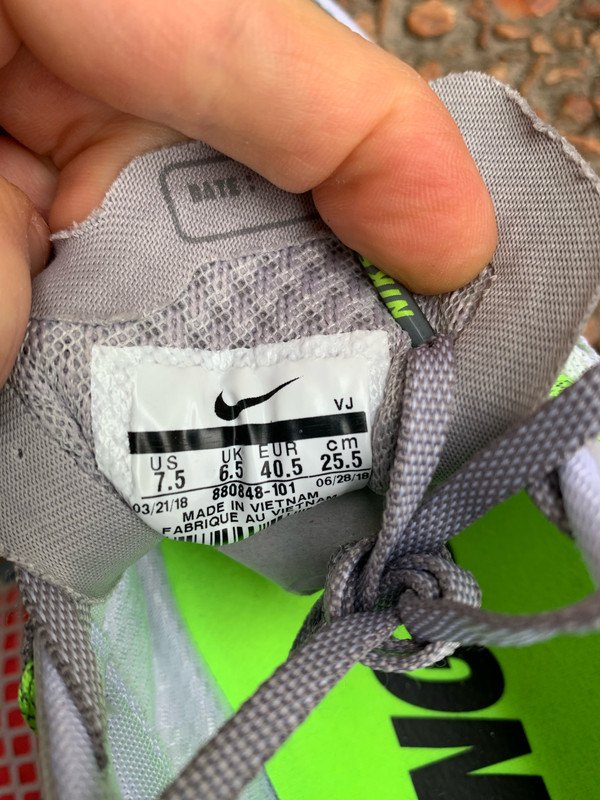 DATE:
VJ
US UK EUR cm
7.5 6.5 40.5 25.5
03/21/18 880848-101 06/28/18
MADE IN VIETNAM
FABRIQUE AU VIETNAM